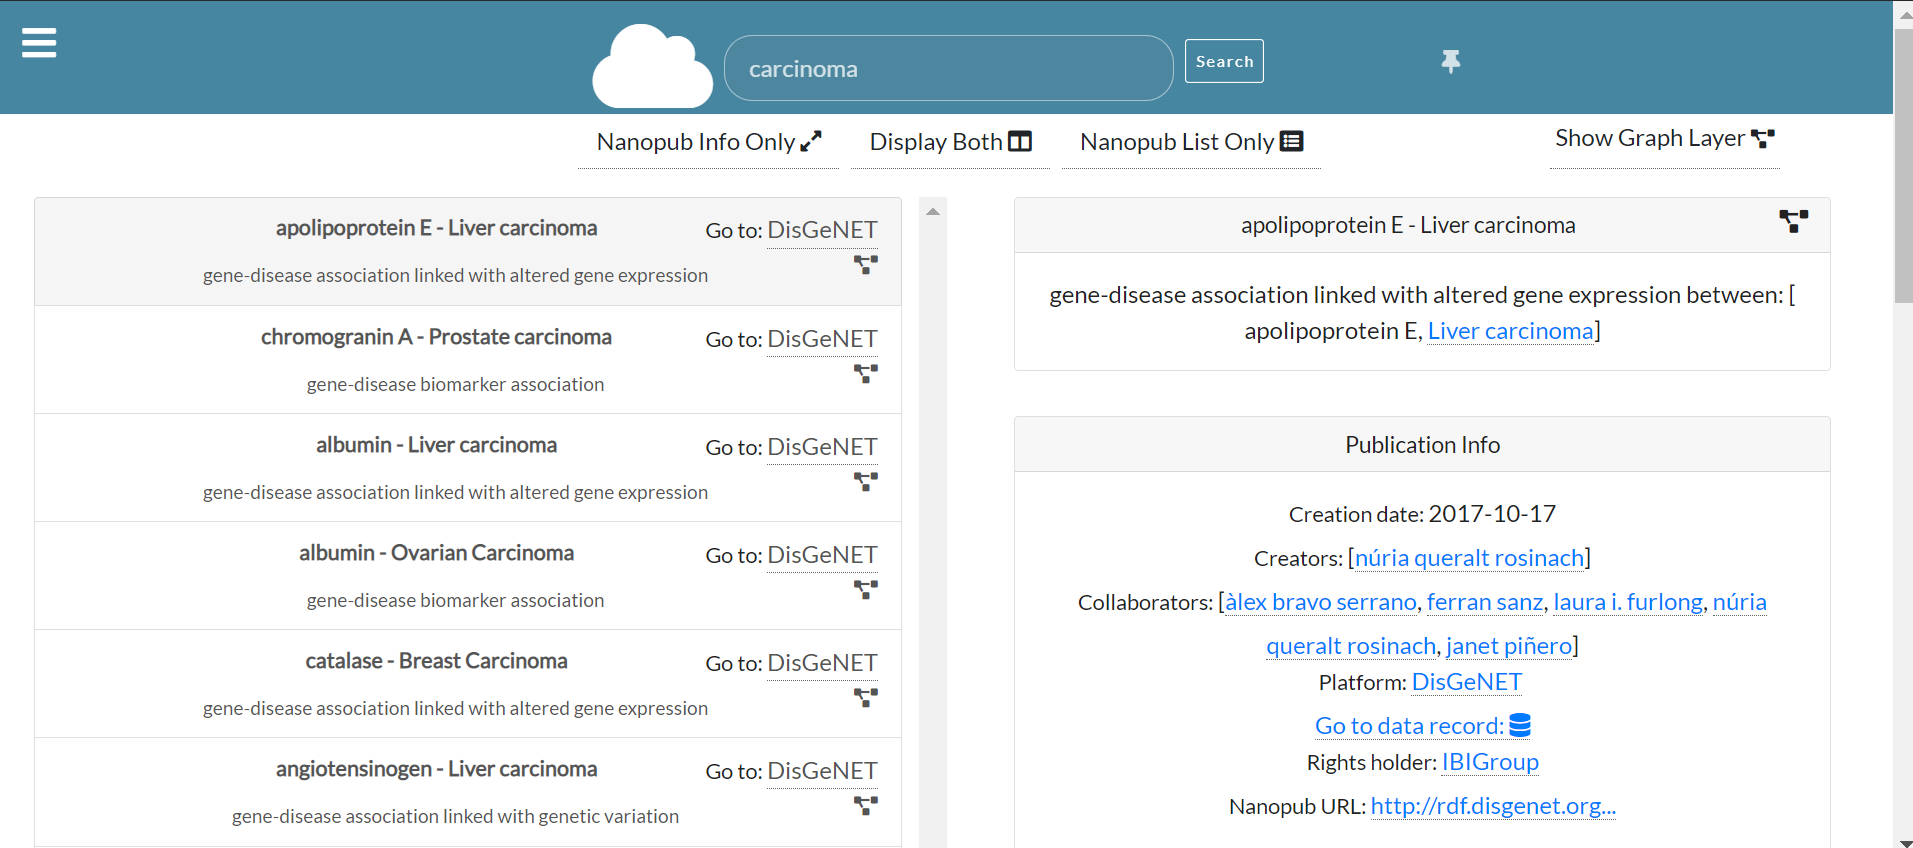 carcinoma
Search
Nanopub Info Only
Display Both
Nanopub List Only
Show Graph Layer
apolipoprotein E - Liver carcinoma
Go to: DisGeNET
gene-disease association linked with altered gene expression
chromogranin A - Prostate carcinoma
Go to: DisGeNET
gene-disease biomarker association
albumin - Liver carcinoma
Go to: DisGeNET
gene-disease association linked with altered gene expression
albumin - Ovarian Carcinoma
Go to: DisGeNET
gene-disease biomarker association
catalase - Breast Carcinoma
Go to: DisGeNET
gene-disease association linked with altered gene expression
angiotensinogen - Liver carcinoma
Go to: DisGeNET
gene-disease association linked with genetic variation
apolipoprotein E - Liver carcinoma
gene-disease association linked with altered gene expression between: [
apolipoprotein E, Liver carcinoma]
Publication Info
Creation date: 2017-10-17
Creators: [núria queralt rosinach]
Collaborators: [àlex bravo serrano, ferran sanz, laura i. furlong, núria
queralt rosinach, janet piñero]
Platform: DisGeNET
Go to data record:
Rights holder: IBIGroup
Nanopub URL: http://rdf.disgenet.org...